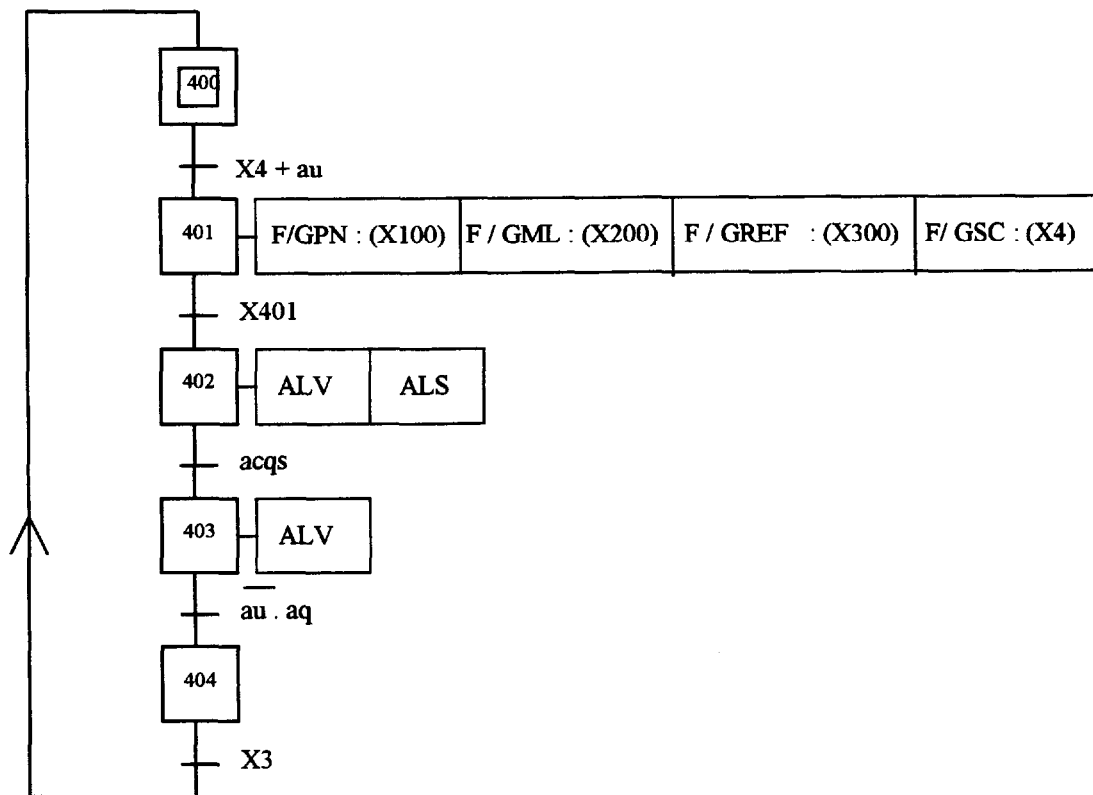 400
X4 + au
401
F/GPN : (X100)
F / GML : (X200)
F / GREF : (X300)
F/ GSC : (X4)
X401
402
ALV
ALS
acqs
403
ALV
a̅u̅ . aq
404
X3